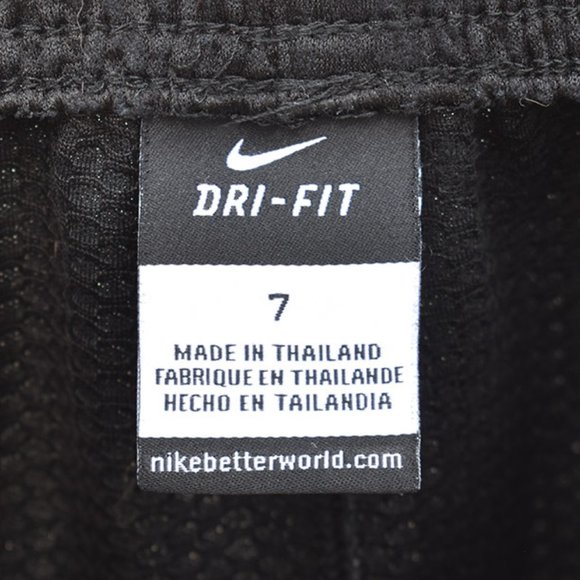 DRI-FIT
7
MADE IN THAILAND
FABRIQUE EN THAILANDE
HECHO EN TAILANDIA
nikebetterworld.com